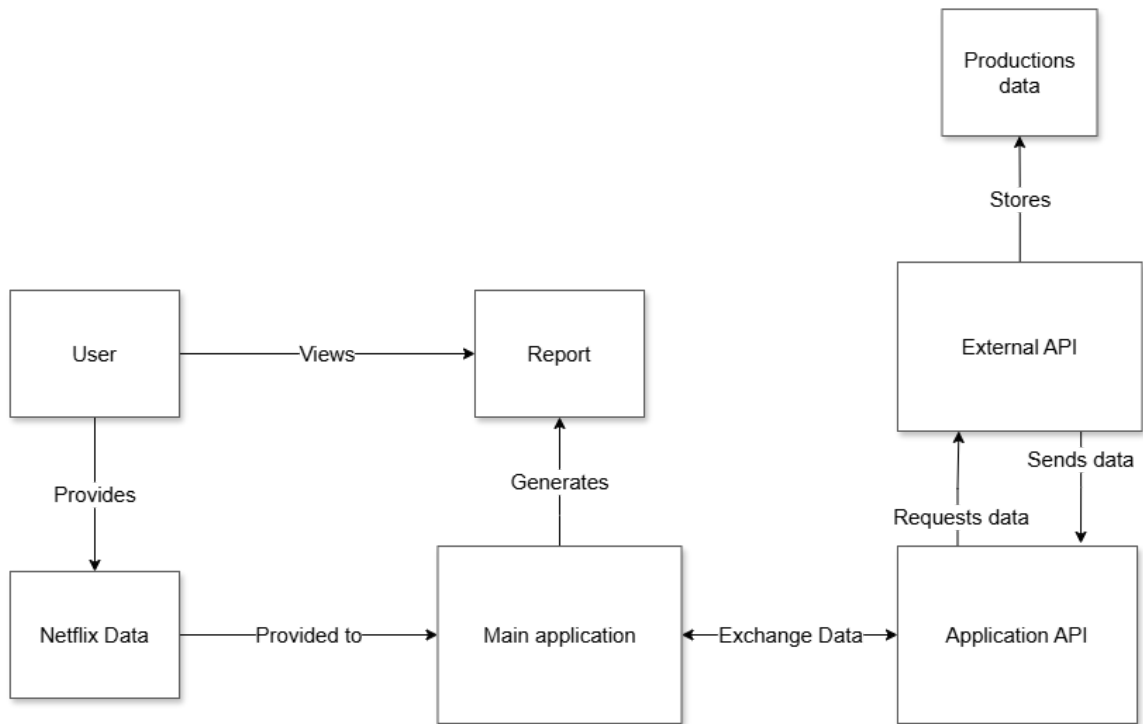 Productions
data
Stores
User
Views
Report
External API
Provides
Generates
Sends data
Requests data
Netflix Data
Provided to
Main application
Exchange Data
Application API